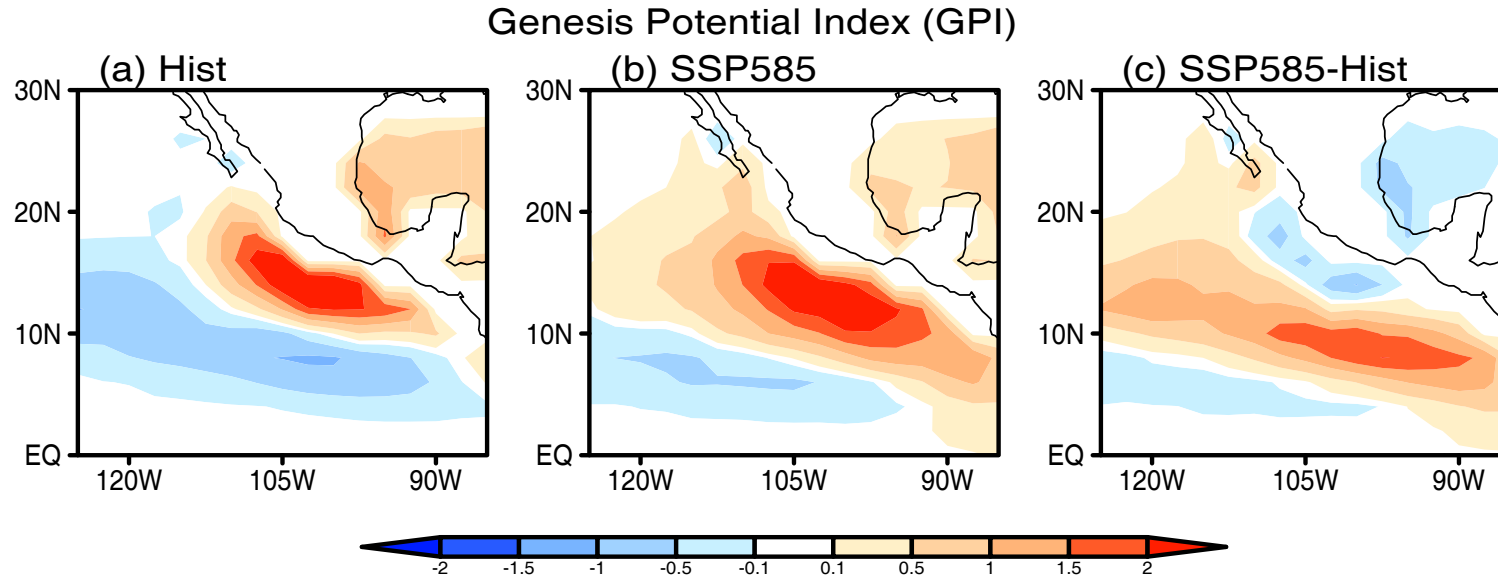 Genesis Potential Index (GPI)
(a) Hist
(b) SSP585
(c) SSP585-Hist
30N
20N
10N
EQ
120W 105W 90W
30N
20N
10N
EQ
120W 105W 90W
30N
20N
10N
EQ
120W 105W 90W
-2 -1.5 -1 -0.5 -0.1 0.1 0.5 1 1.5 2